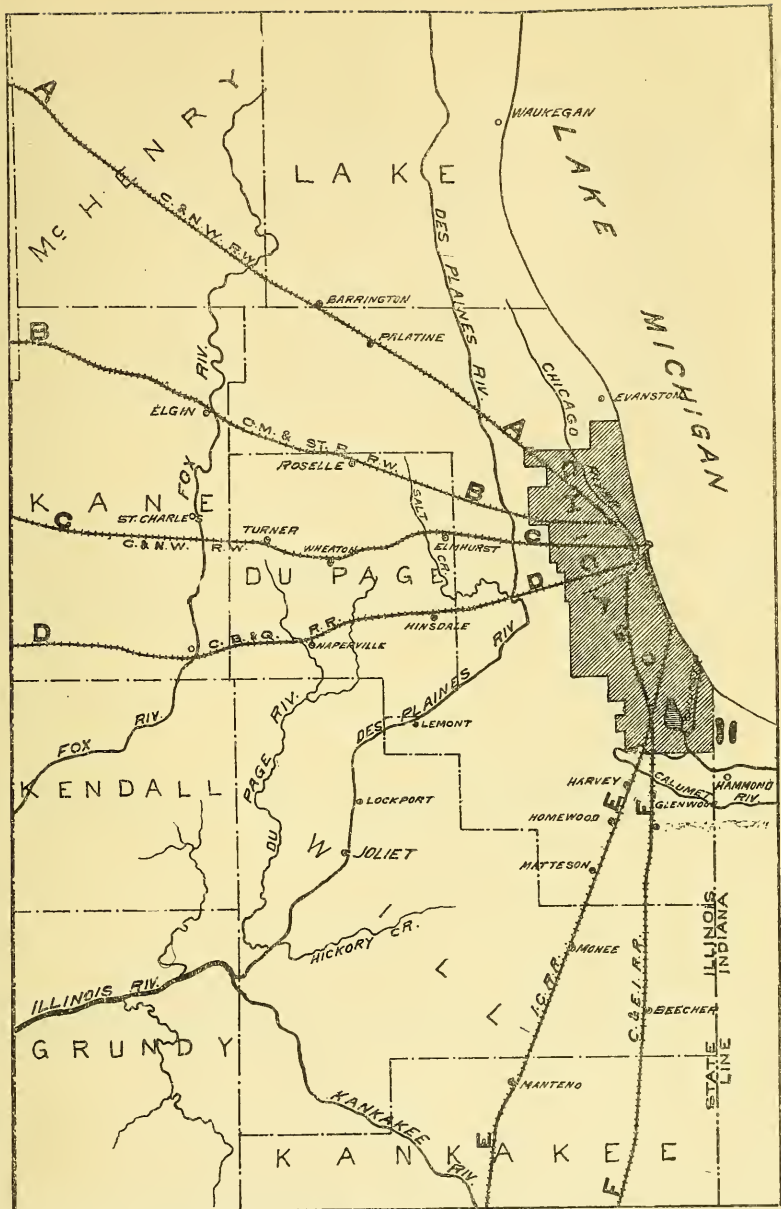 A
McHENRY
C. & N. W. R.W.
LAKE
WAUKEGAN
LAKE
MICHIGAN
DES PLAINES RIV.
BARRINGTON
PALATINE
B
RIV.
ELGIN
C.M. & ST. P. R.W.
ROSELLE
CHICAGO
RIVER
EVANSTON
A
B
CHICAGO
KANE
FOX
C
ST. CHARLES
C. & N.W. R.W.
TURNER
WHEATON
SALT CR.
ELMHURST
C
DU PAGE
D
D
C. B. & Q. R.R.
NAPERVILLE
HINSDALE
DES-PLAINES RIV
LEMONT
FOX RIV.
KENDALL
DU PAGE RIV.
LOCKPORT
HARVEY
CALUMET RIV.
HAMMOND
E
F
HOMEWOOD
GLENWOOD
W
JOLIET
MATTESON
I
HICKORY CR.
MONEE
L
L
I.C.R.R.
C. & E. I. R.R.
BEECHER
ILLINOIS
INDIANA
STATE LINE
ILLINOIS RIV.
GRUNDY
KANKAKEE RIV.
MANTENO
E
F
KANKAKEE